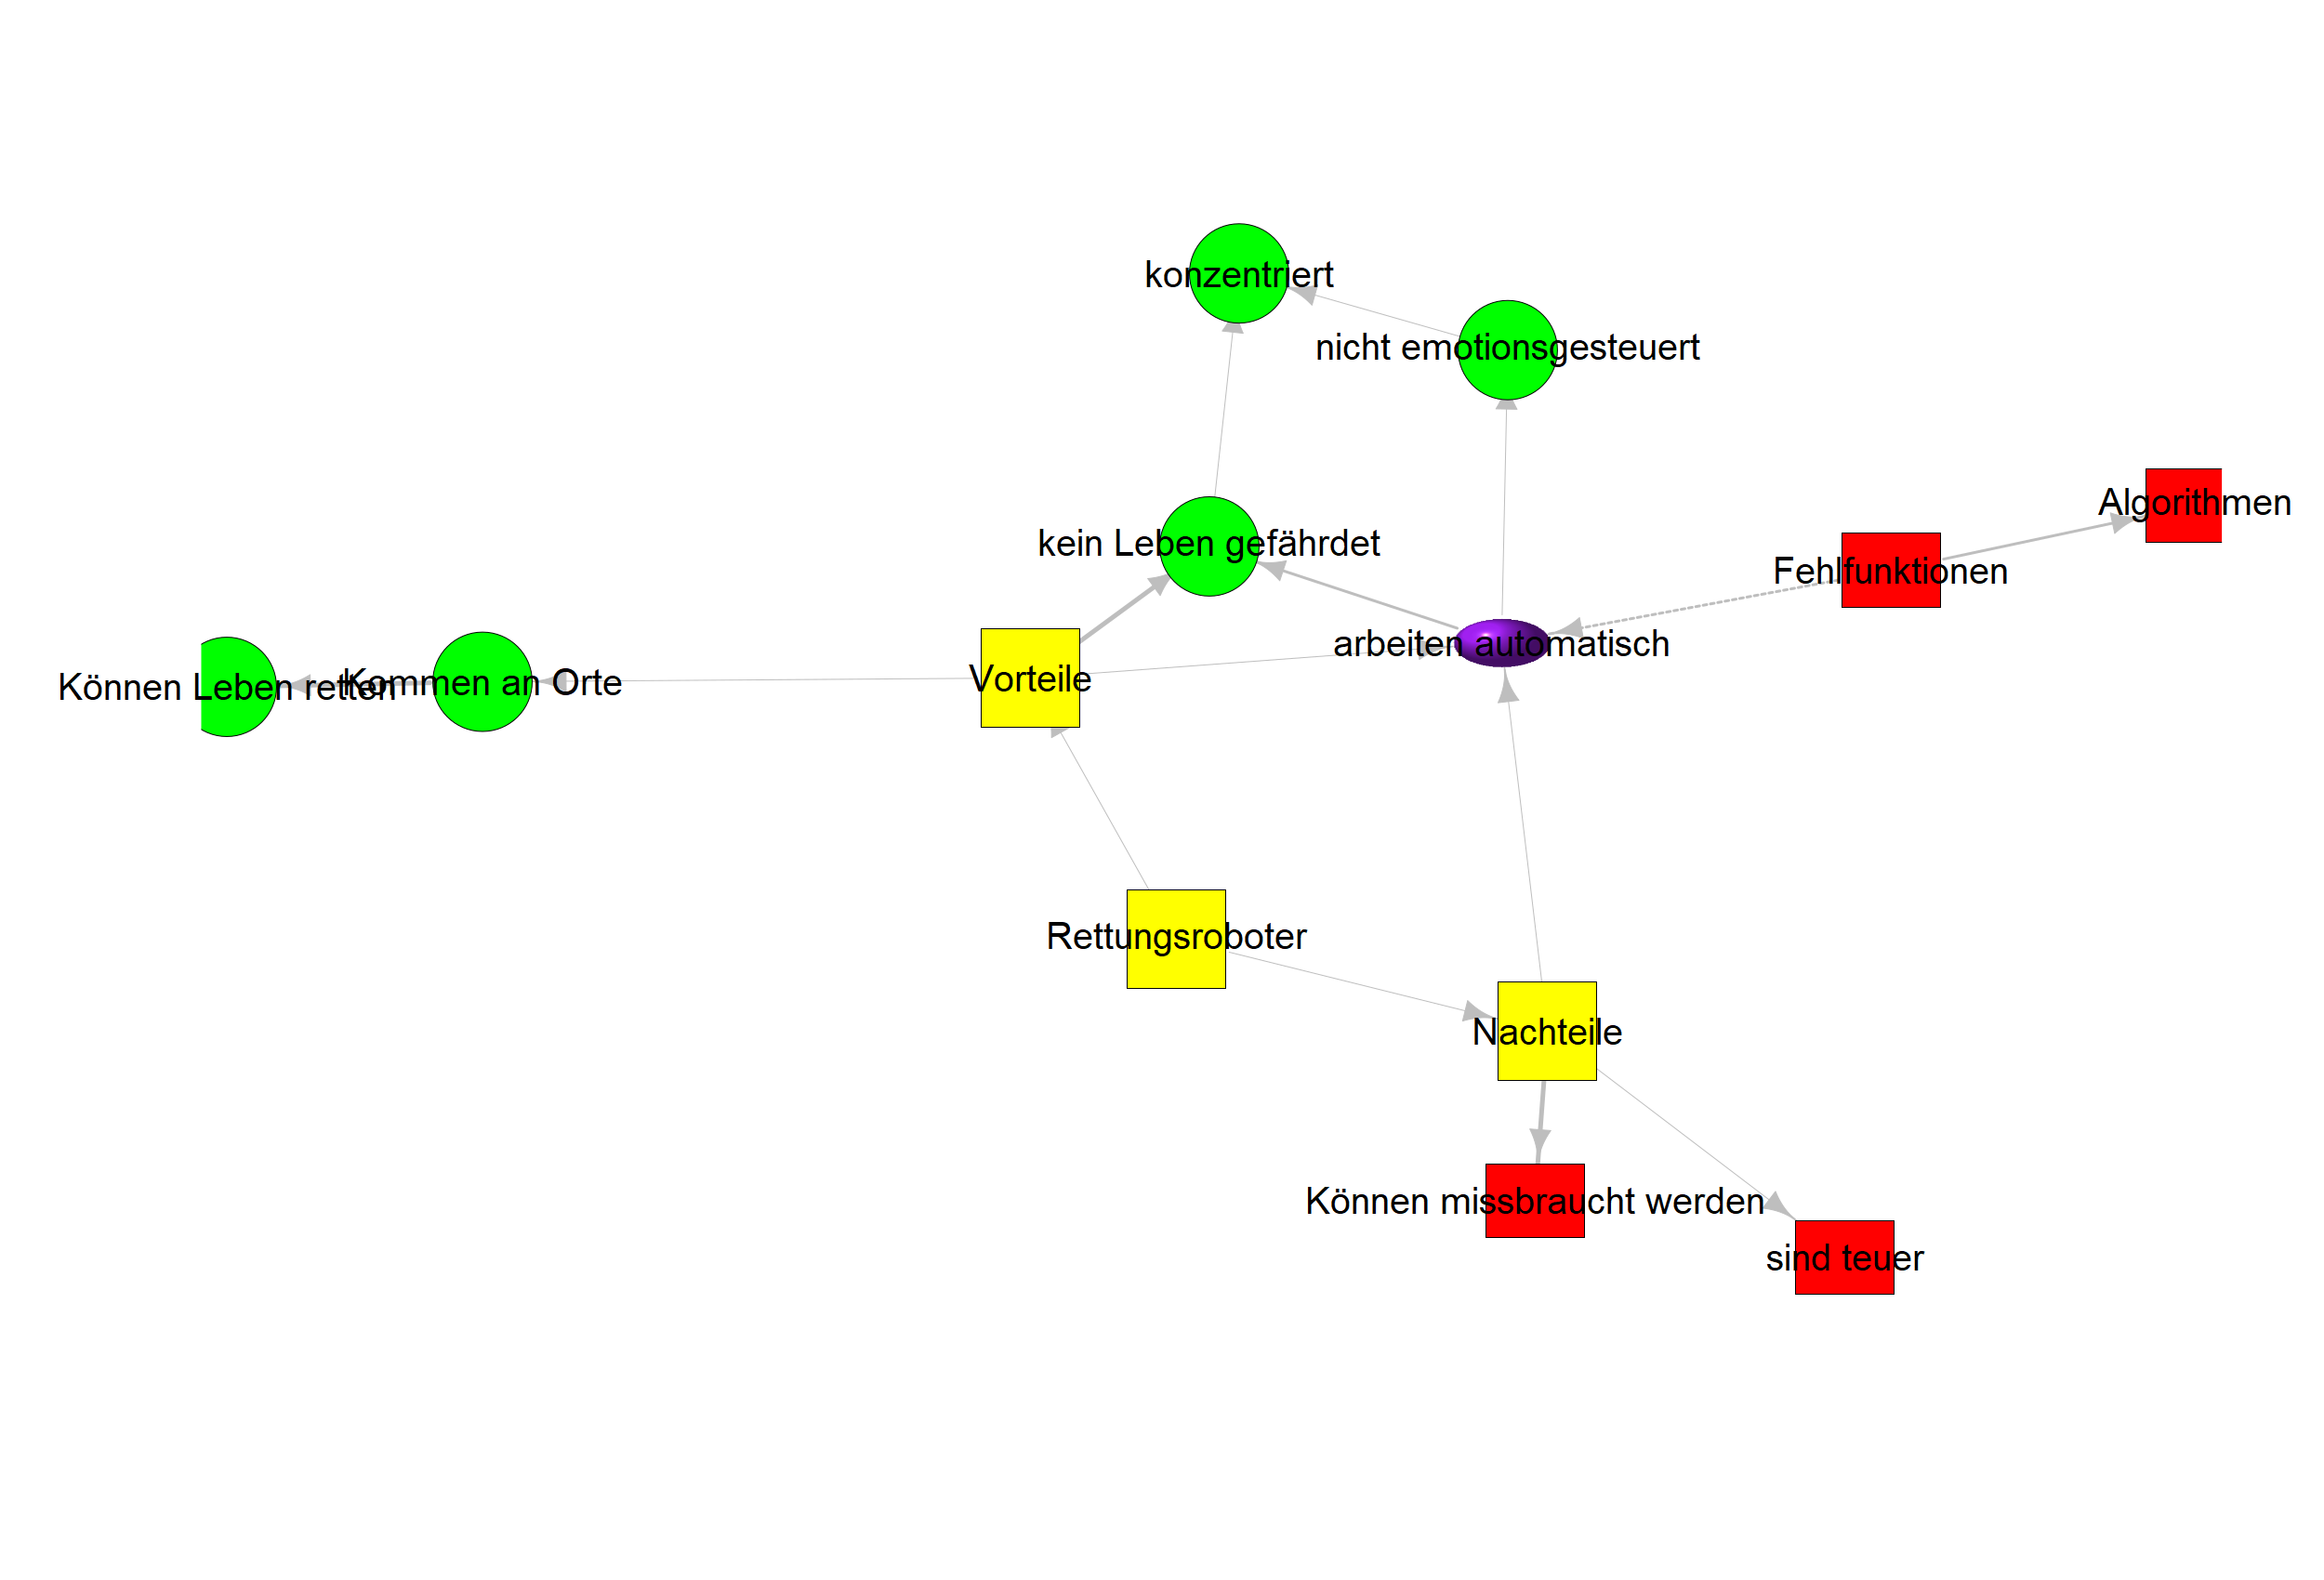 konzentriert
nicht emotionsgesteuert
Algorithmen
kein Leben gefährdet
Fehlfunktionen
arbeiten automatisch
Vorteile
Kommen an Orte
Können Leben retten
Rettungsroboter
Nachteile
Können missbraucht werden
sind teuer